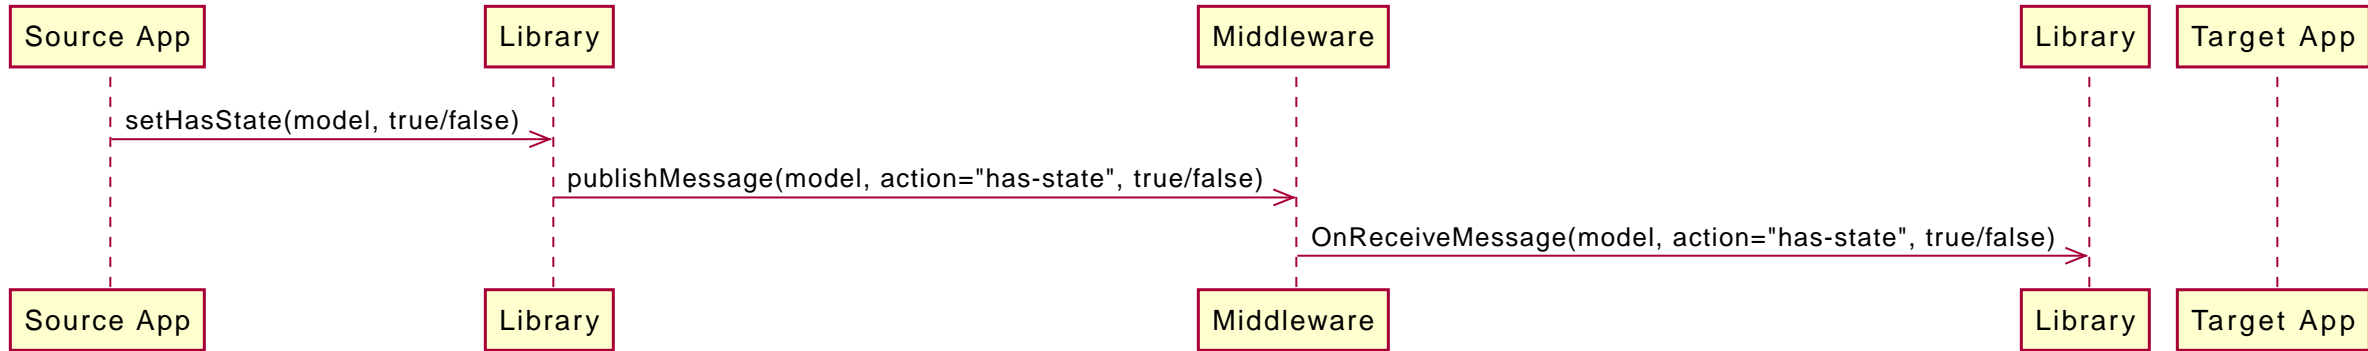 Source App
Library
Middleware
Library
Target App
setHasState(model, true/false)
publishMessage(model, action="has-state", true/false)
OnReceiveMessage(model, action="has-state", true/false)
Source App
Library
Middleware
Library
Target App